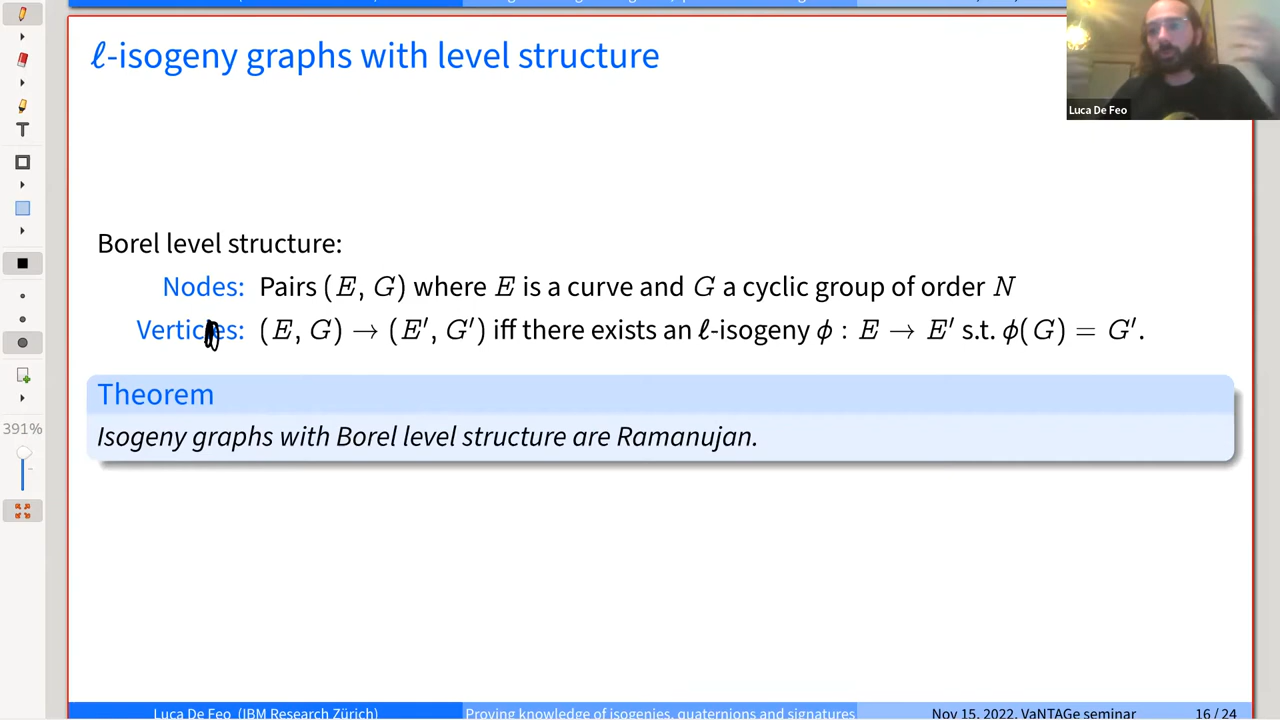 ℓ-isogeny graphs with level structure
Luca De Feo
Borel level structure:
Nodes: Pairs (E, G) where E is a curve and G a cyclic group of order N
Vertices: (E, G) → (E′, G′) iff there exists an ℓ-isogeny ϕ : E → E′ s.t. ϕ(G) = G′.
Theorem
Isogeny graphs with Borel level structure are Ramanujan.
T
391%
Luca De Feo (IBM Research Zürich) Proving knowledge of isogenies, quaternions and signatures Nov 15, 2022, VaNTAGe seminar 16 / 24